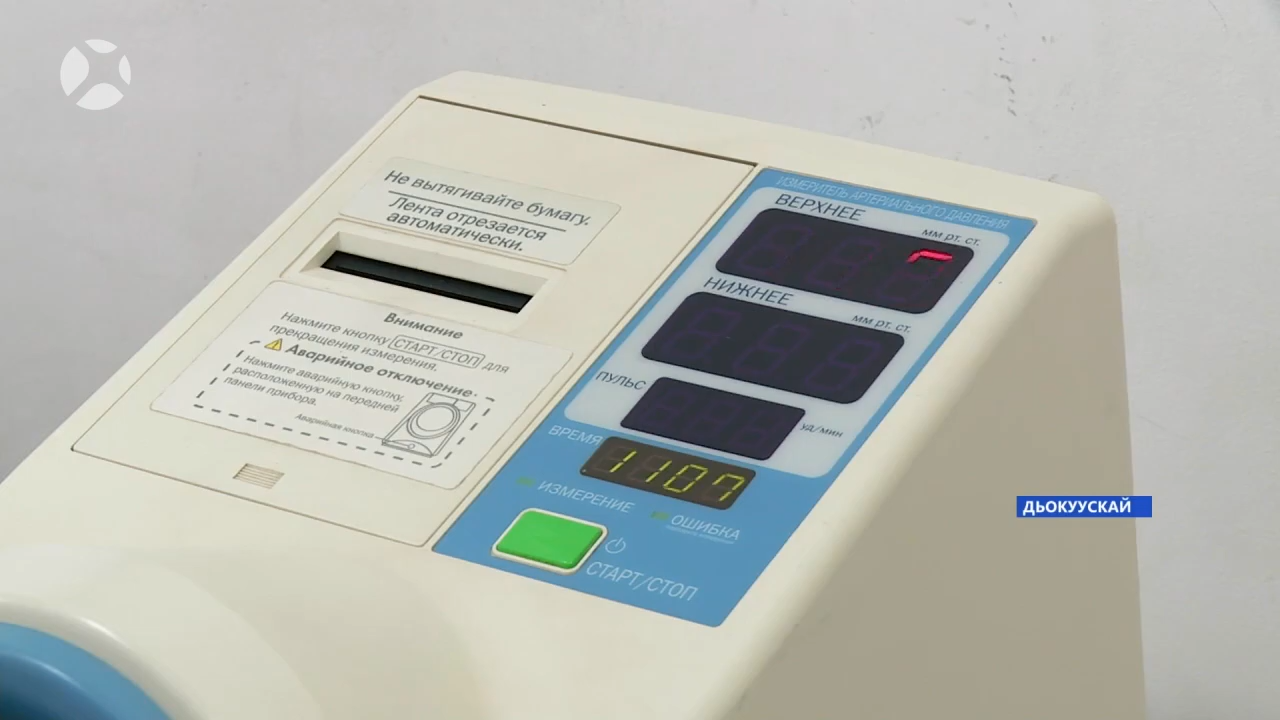 Не вытягивайте бумагу.
Лента отрезается
автоматически.
Внимание
Нажмите кнопку СТАРТ/СТОП для
прекращения измерения.
Аварийное отключение
Нажмите аварийную кнопку,
расположенную на передней
панели прибора.
Аварийная кнопка
ИЗМЕРИТЕЛЬ АРТЕРИАЛЬНОГО ДАВЛЕНИЯ
ВЕРХНЕЕ
мм рт. ст.
НИЖНЕЕ
мм рт. ст.
ПУЛЬС
уд/мин
ВРЕМЯ
1107
ИЗМЕРЕНИЕ
ОШИБКА
СТАРТ/СТОП
ДЬОКУУСКАЙ